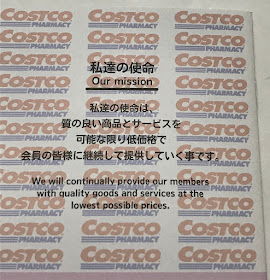 COSTCO PHARMACY
私達の使命
Our mission
私達の使命は、
質の良い商品とサービスを
可能な限り低価格で
会員の皆様に継続して提供していく事です。
We will continually provide our members
with quality goods and services at the
lowest possible prices.